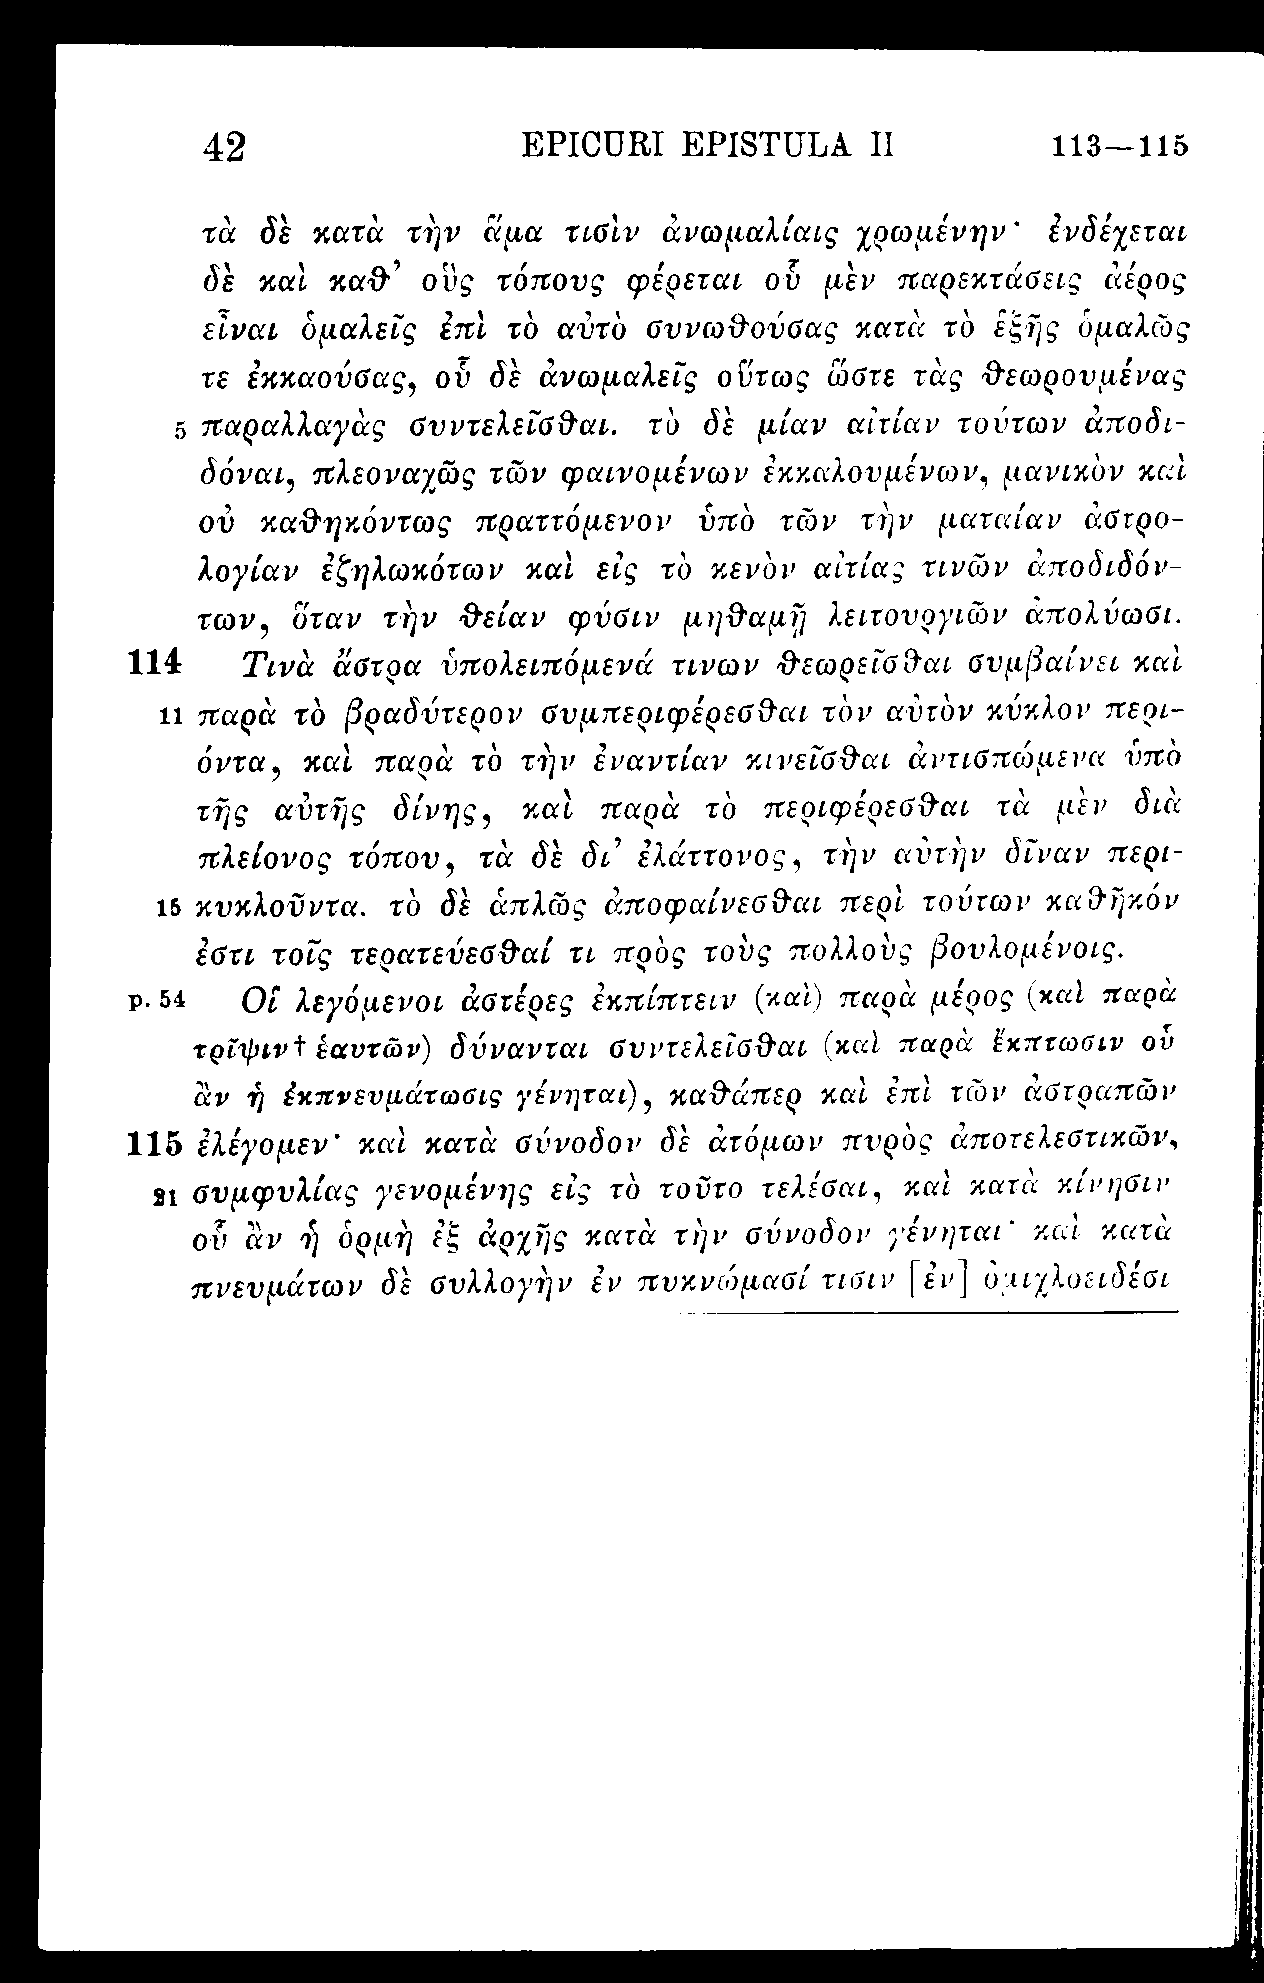 42 EPICURI EPISTULA II 113—115
τὰ δὲ κατὰ τὴν ἅμα τισὶν ἀνωμαλίαις χρωμένην· ἐνδέχεται
δὲ καὶ καθ’ οὓς τόπους φέρεται οὗ μὲν παρεκτάσεις ἀέρος
εἶναι ὁμαλεῖς ἐπὶ τὸ αὐτὸ συνωθούσας κατὰ τὸ ἑξῆς ὁμαλῶς
τε ἐκκαούσας, οὗ δὲ ἀνωμαλεῖς οὕτως ὥστε τὰς θεωρουμένας
5 παραλλαγὰς συντελεῖσθαι. τὸ δὲ μίαν αἰτίαν τούτων ἀποδι-
δόναι, πλεοναχῶς τῶν φαινομένων ἐκκαλουμένων, μανικὸν καὶ
οὐ καθηκόντως πραττόμενον ὑπὸ τῶν τὴν ματαίαν ἀστρο-
λογίαν ἐζηλωκότων καὶ εἰς τὸ κενὸν αἰτίας τινῶν ἀποδιδόν-
των, ὅταν τὴν θείαν φύσιν μηθαμῇ λειτουργιῶν ἀπολύωσι.
114 Τινὰ ἄστρα ὑπολειπόμενά τινων θεωρεῖσθαι συμβαίνει καὶ
11 παρὰ τὸ βραδύτερον συμπεριφέρεσθαι τὸν αὐτὸν κύκλον περι-
όντα, καὶ παρὰ τὸ τὴν ἐναντίαν κινεῖσθαι ἀντισπώμενα ὑπὸ
τῆς αὐτῆς δίνης, καὶ παρὰ τὸ περιφέρεσθαι τὰ μὲν διὰ
πλείονος τόπου, τὰ δὲ δι’ ἐλάττονος, τὴν αὐτὴν δῖναν περι-
15 κυκλοῦντα. τὸ δὲ ἁπλῶς ἀποφαίνεσθαι περὶ τούτων καθῆκόν
ἐστι τοῖς τερατεύεσθαί τι πρὸς τοὺς πολλοὺς βουλομένοις.
p. 54 Οἵ λεγόμενοι ἀστέρες ἐκπίπτειν (καὶ) παρὰ μέρος (καὶ παρὰ
τρῖψιν† ἑαυτῶν) δύνανται συντελεῖσθαι (καὶ παρὰ ἔκπτωσιν οὗ
ἂν ἡ ἐκπνευμάτωσις γένηται), καθάπερ καὶ ἐπὶ τῶν ἀστραπῶν
115 ἐλέγομεν· καὶ κατὰ σύνοδον δὲ ἀτόμων πυρὸς ἀποτελεστικῶν,
21 συμφυλίας γενομένης εἰς τὸ τοῦτο τελέσαι, καὶ κατὰ κίνησιν
οὗ ἂν ἡ ὁρμὴ ἐξ ἀρχῆς κατὰ τὴν σύνοδον γένηται· καὶ κατὰ
πνευμάτων δὲ συλλογὴν ἐν πυκνώμασί τισιν [ἐν] ὁμιχλοειδέσι